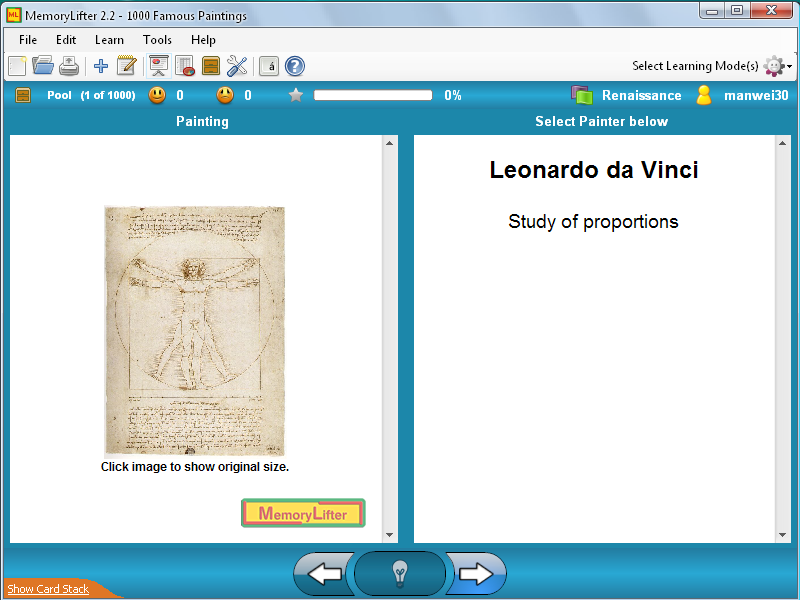 MemoryLifter 2.2 - 1000 Famous Paintings
File Edit Learn Tools Help
á ? Select Learning Mode(s)
Pool (1 of 1000) 0 0 0% Renaissance manwei30
Painting
Select Painter below
Leonardo da Vinci
Study of proportions
Click image to show original size.
MemoryLifter
Show Card Stack